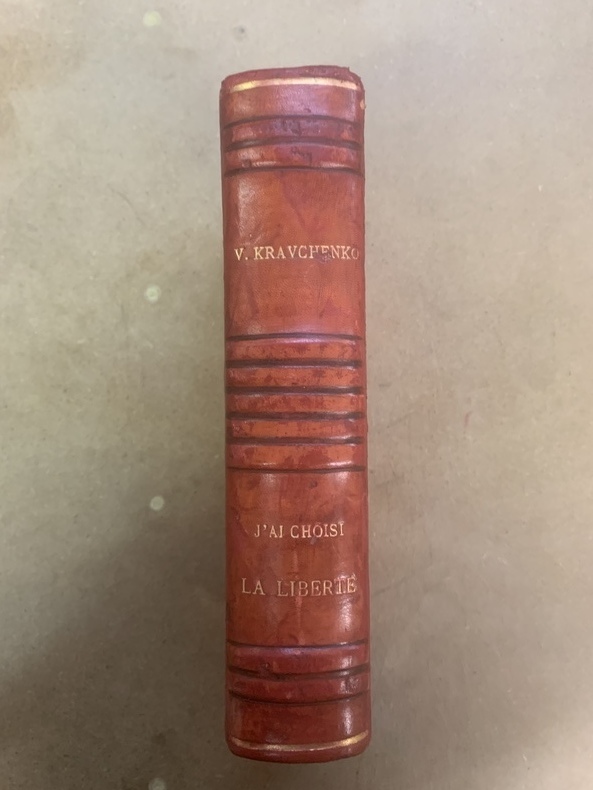 V. KRAVCHENKO
J'AI CHOISI
LA LIBERTÉ